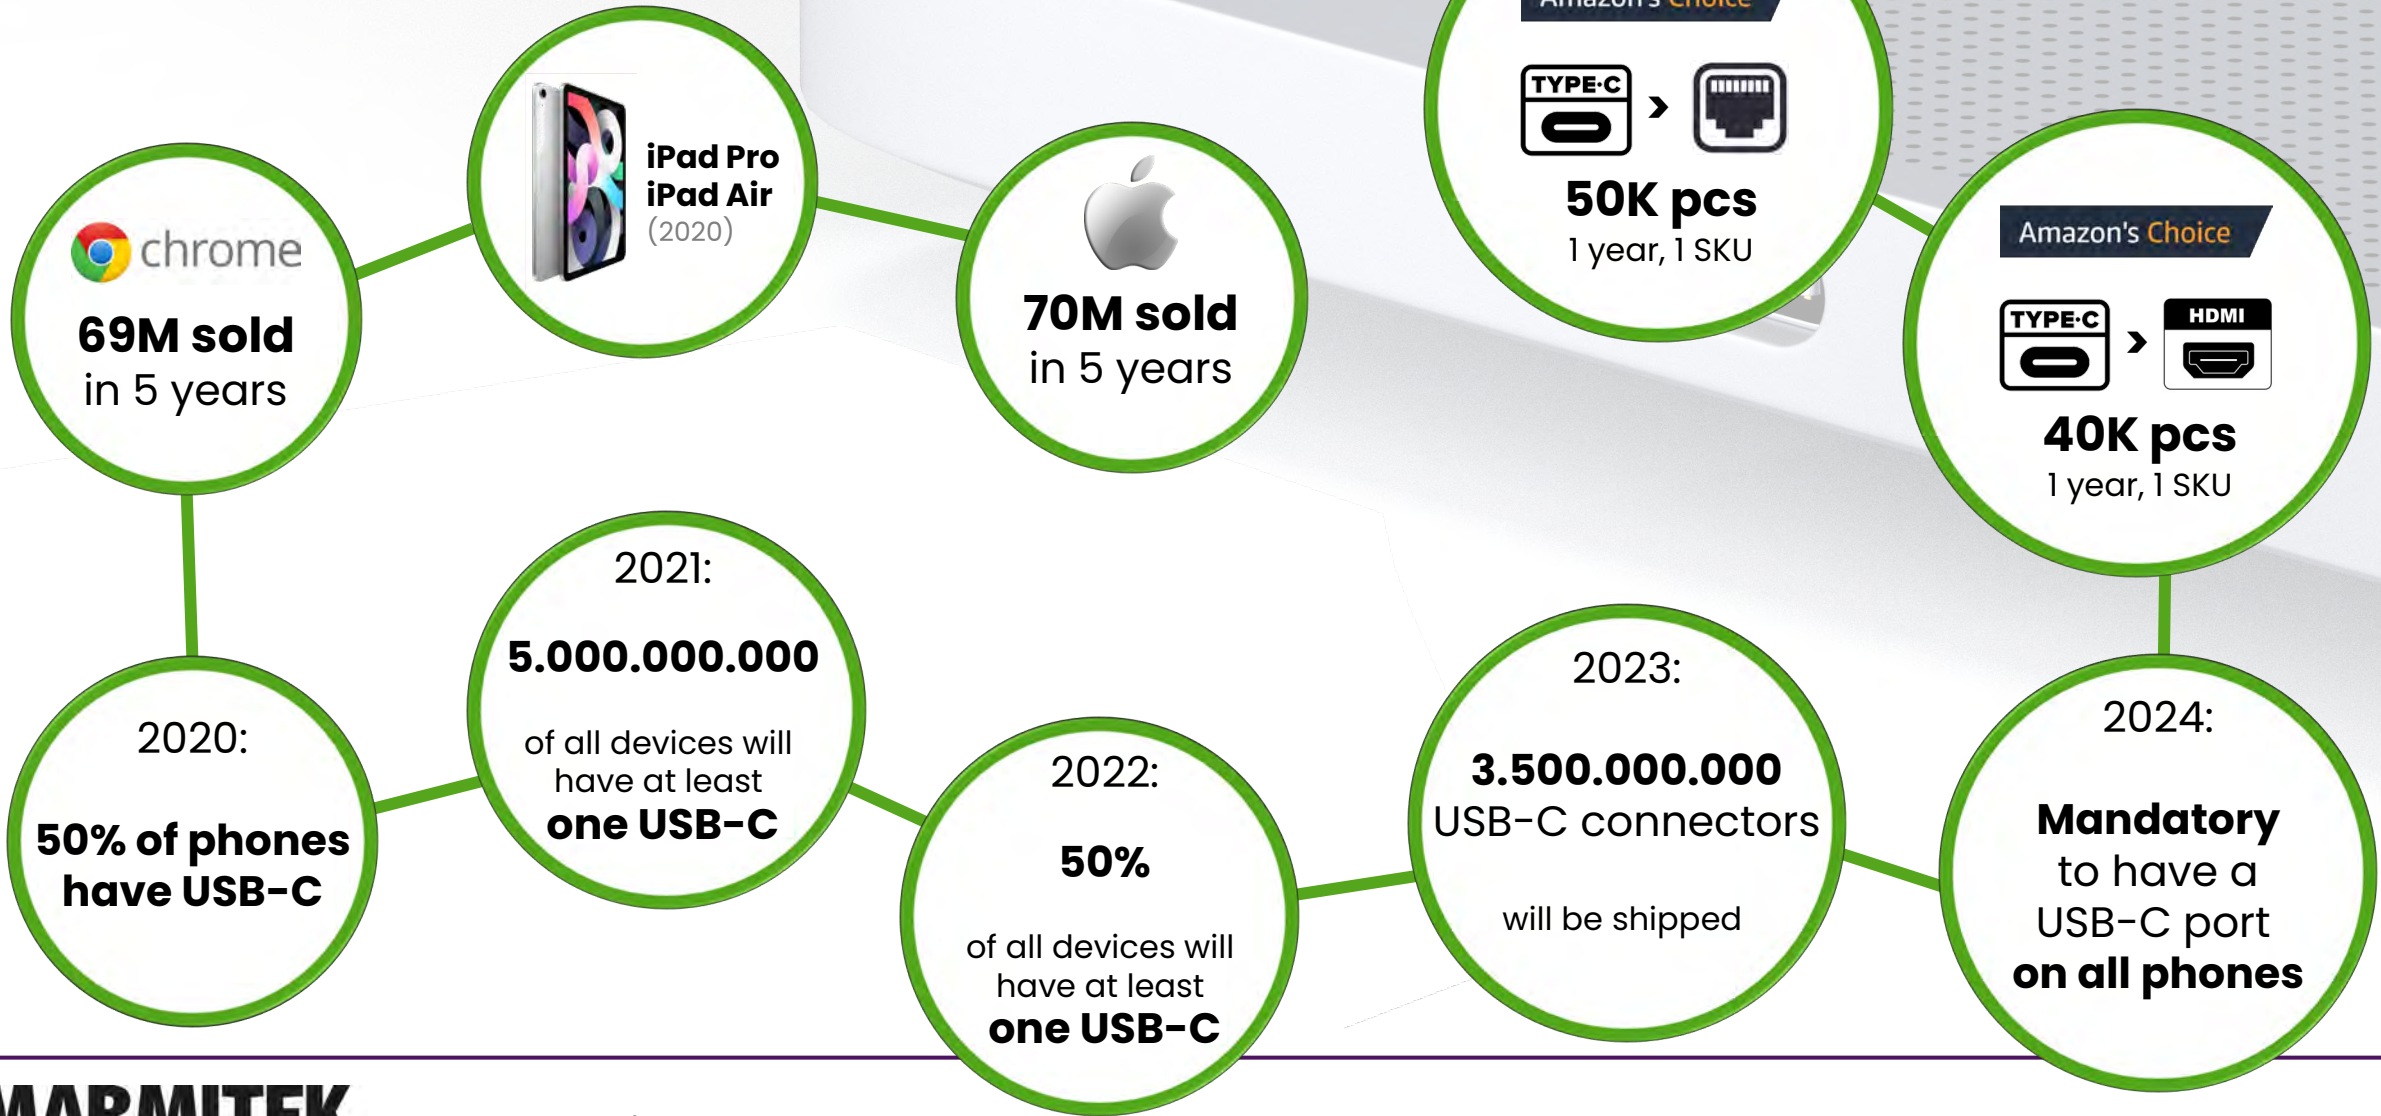 Amazon's Choice
TYPE-C
50K pcs
1 year, 1 SKU
iPad Pro
iPad Air
(2020)
chrome
69M sold
in 5 years
70M sold
in 5 years
Amazon's Choice
TYPE-C
HDMI
40K pcs
1 year, 1 SKU
2020:
50% of phones
have USB-C
2021:
5.000.000.000
of all devices will
have at least
one USB-C
2022:
50%
of all devices will
have at least
one USB-C
2023:
3.500.000.000
USB-C connectors
will be shipped
2024:
Mandatory
to have a
USB-C port
on all phones
MARMITEK